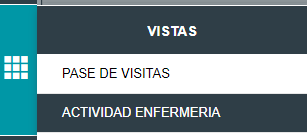 VISTAS
PASE DE VISITAS
ACTIVIDAD ENFERMERIA